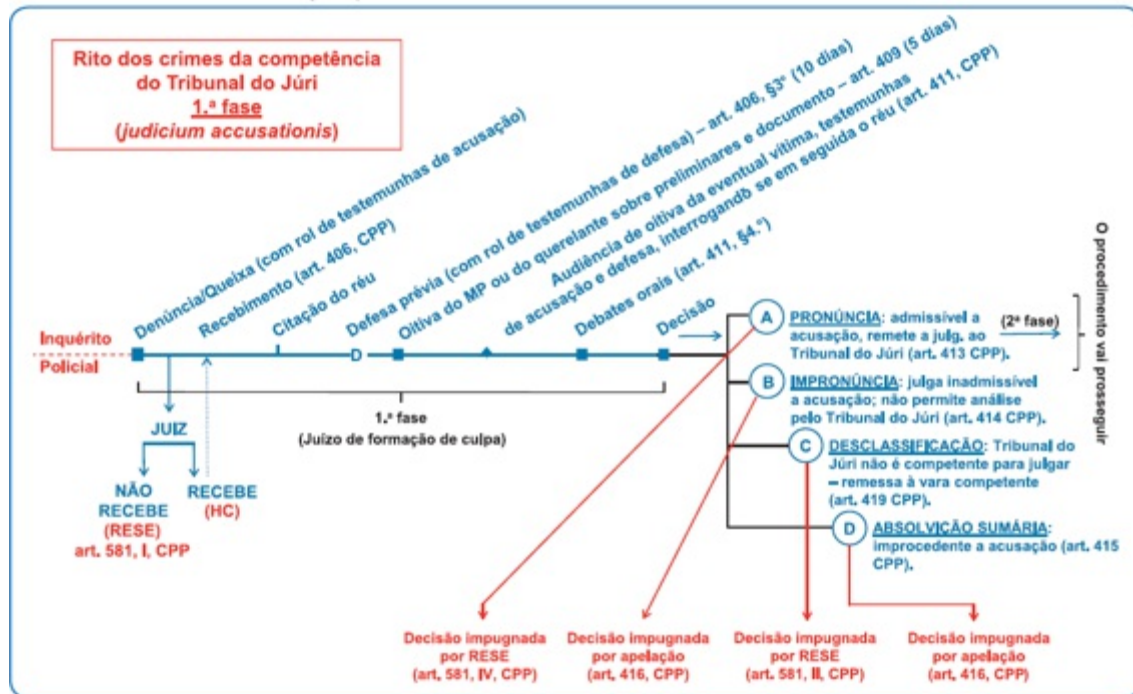 Rito dos crimes da competência
do Tribunal do Júri
1.ª fase
(judicium accusationis)
Inquérito
Policial
Denúncia/Queixa (com rol de testemunhas de acusação)
Recebimento (art. 406, CPP)
Citação do réu
Defesa prévia (com rol de testemunhas de defesa) – art. 406, §3° (10 dias)
Oitiva do MP ou do querelante sobre preliminares e documento – art. 409 (5 dias)
Audiência de oitiva da eventual vítima, testemunhas
de acusação e defesa, interrogandδ se em seguida o réu (art. 411, CPP)
Debates orais (art. 411, §4.°)
Decisão
D
1.ª fase
(Juízo de formação de culpa)
JUIZ
NÃO
RECEBE
(RESE)
art. 581, I, CPP
RECEBE
(HC)
A
PRONÚNCIA: admissível a
acusação, remete a julg. ao
Tribunal do Júri (art. 413 CPP).
(2ª fase)
O procedimento vai prosseguir
B
IMPRONÚNCIA: julga inadmissível
a acusação; não permite análise
pelo Tribunal do Júri (art. 414 CPP).
C
DESCLASSIFICAÇÃO: Tribunal do
Júri não é competente para julgar
– remessa à vara competente
(art. 419 CPP).
D
ABSOLVIÇÃO SUMÁRIA:
improcedente a acusação (art. 415
CPP).
Decisão impugnada
por RESE
(art. 581, IV, CPP)
Decisão impugnada
por apelação
(art. 416, CPP)
Decisão impugnada
por RESE
(art. 581, II, CPP)
Decisão impugnada
por apelação
(art. 416, CPP)